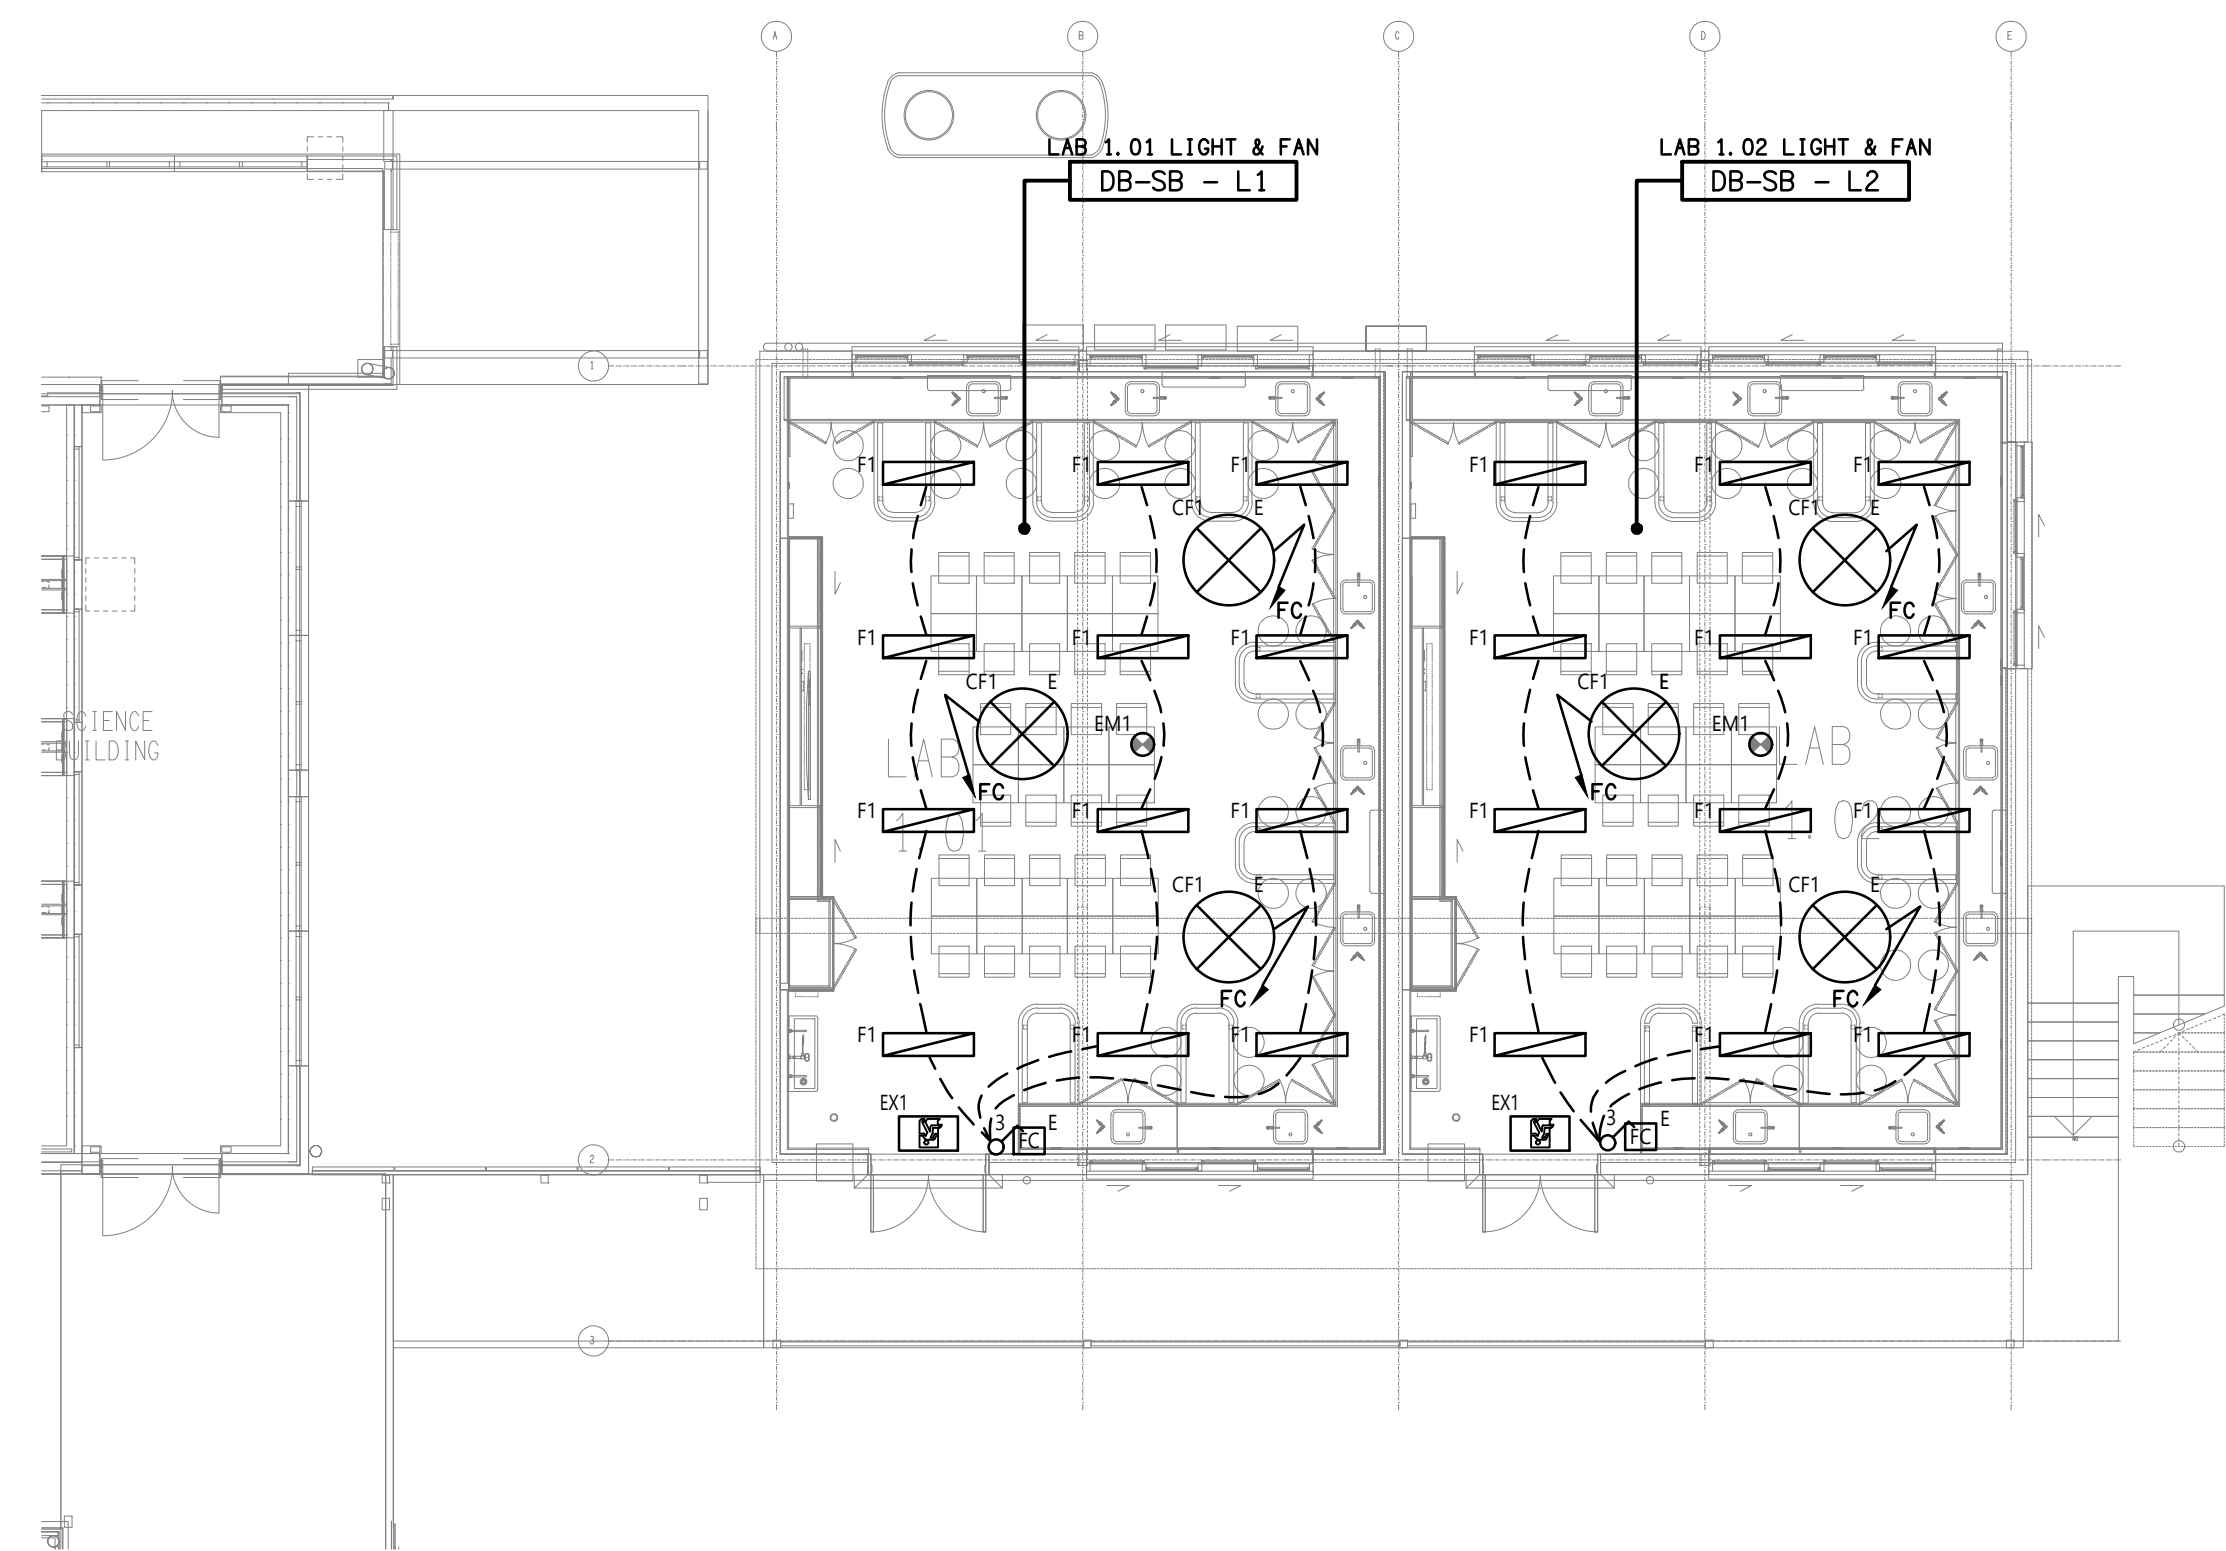 A
B
C
D
E
LAB 1.01 LIGHT & FAN
DB-SB - L1
LAB 1.02 LIGHT & FAN
DB-SB - L2
1
F1
F1
F1
F1
F1
F1
CF1
E
CF1
E
FC
FC
F1
F1
F1
F1
F1
F1
CF1
E
CF1
E
SCIENCE
BUILDING
EM1
EM1
LAB
LAB
FC
FC
F1
F1
F1
F1
F1
F1
1.01
1.02
CF1
E
CF1
E
FC
FC
F1
F1
F1
F1
F1
F1
EX1
3
E
EX1
3
E
FC
FC
2
3